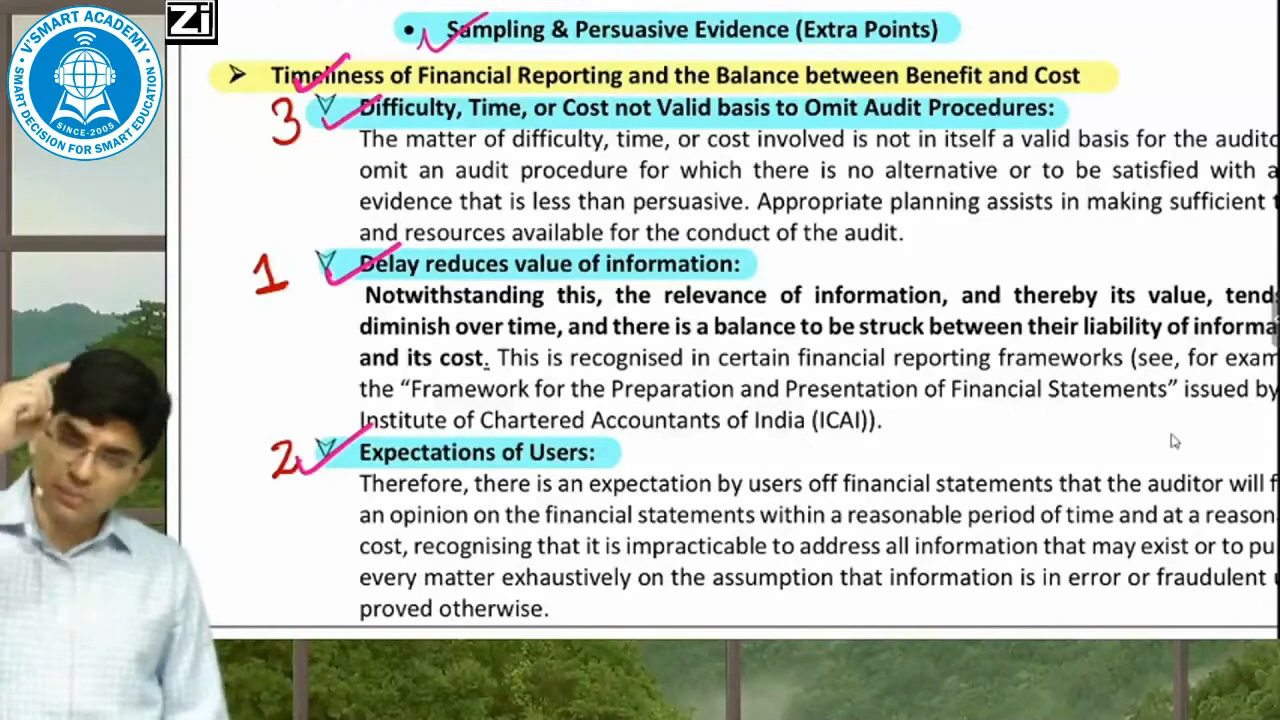 V'SMART ACADEMY
SMART DECISION FOR SMART EDUCATION
SINCE-2005
Zi
• Sampling & Persuasive Evidence (Extra Points)
➤ Timeliness of Financial Reporting and the Balance between Benefit and Cost
3 Difficulty, Time, or Cost not Valid basis to Omit Audit Procedures:
The matter of difficulty, time, or cost involved is not in itself a valid basis for the
omit an audit procedure for which there is no alternative or to be satisfied with
evidence that is less than persuasive. Appropriate planning assists in making sufficient
and resources available for the conduct of the audit.
1 Delay reduces value of information:
Notwithstanding this, the relevance of information, and thereby its value,
diminish over time, and there is a balance to be struck between their liability of
and its cost. This is recognised in certain financial reporting frameworks (see, for
the “Framework for the Preparation and Presentation of Financial Statements” issued by
Institute of Chartered Accountants of India (ICAI)).
2 Expectations of Users:
Therefore, there is an expectation by users off financial statements that the auditor will
an opinion on the financial statements within a reasonable period of time and at a
cost, recognising that it is impracticable to address all information that may exist or to
every matter exhaustively on the assumption that information is in error or fraudulent
proved otherwise.